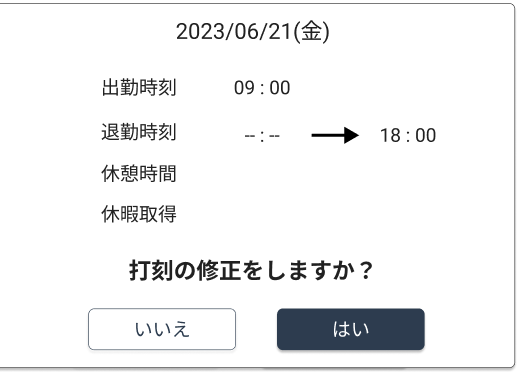 2023/06/21(金)
出勤時刻 09 : 00
退勤時刻 -- : -- → 18 : 00
休憩時間
休暇取得
打刻の修正をしますか？
いいえ はい